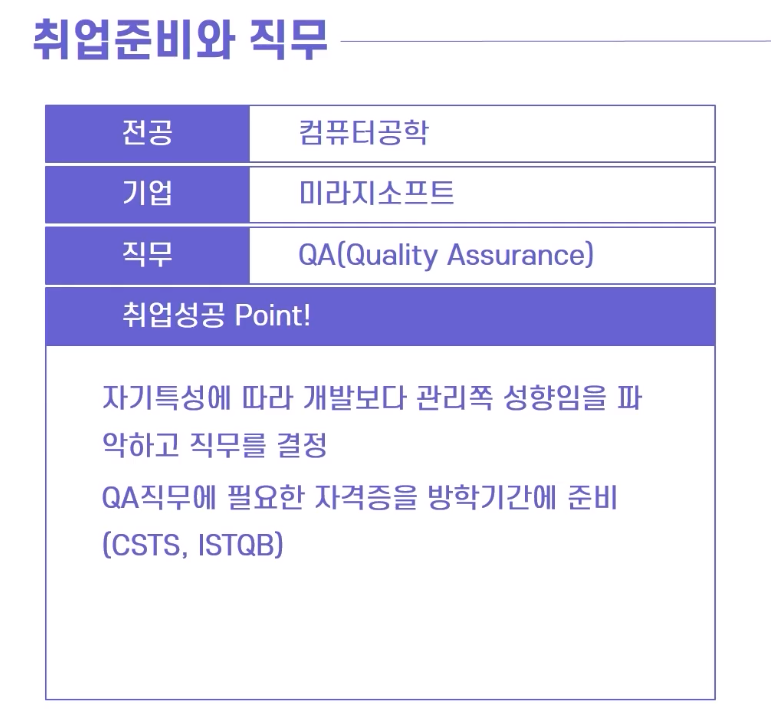 취업준비와 직무
전공 컴퓨터공학
기업 미라지소프트
직무 QA(Quality Assurance)
취업성공 Point!
자기특성에 따라 개발보다 관리쪽 성향임을 파
악하고 직무를 결정
QA직무에 필요한 자격증을 방학기간에 준비
(CSTS, ISTQB)